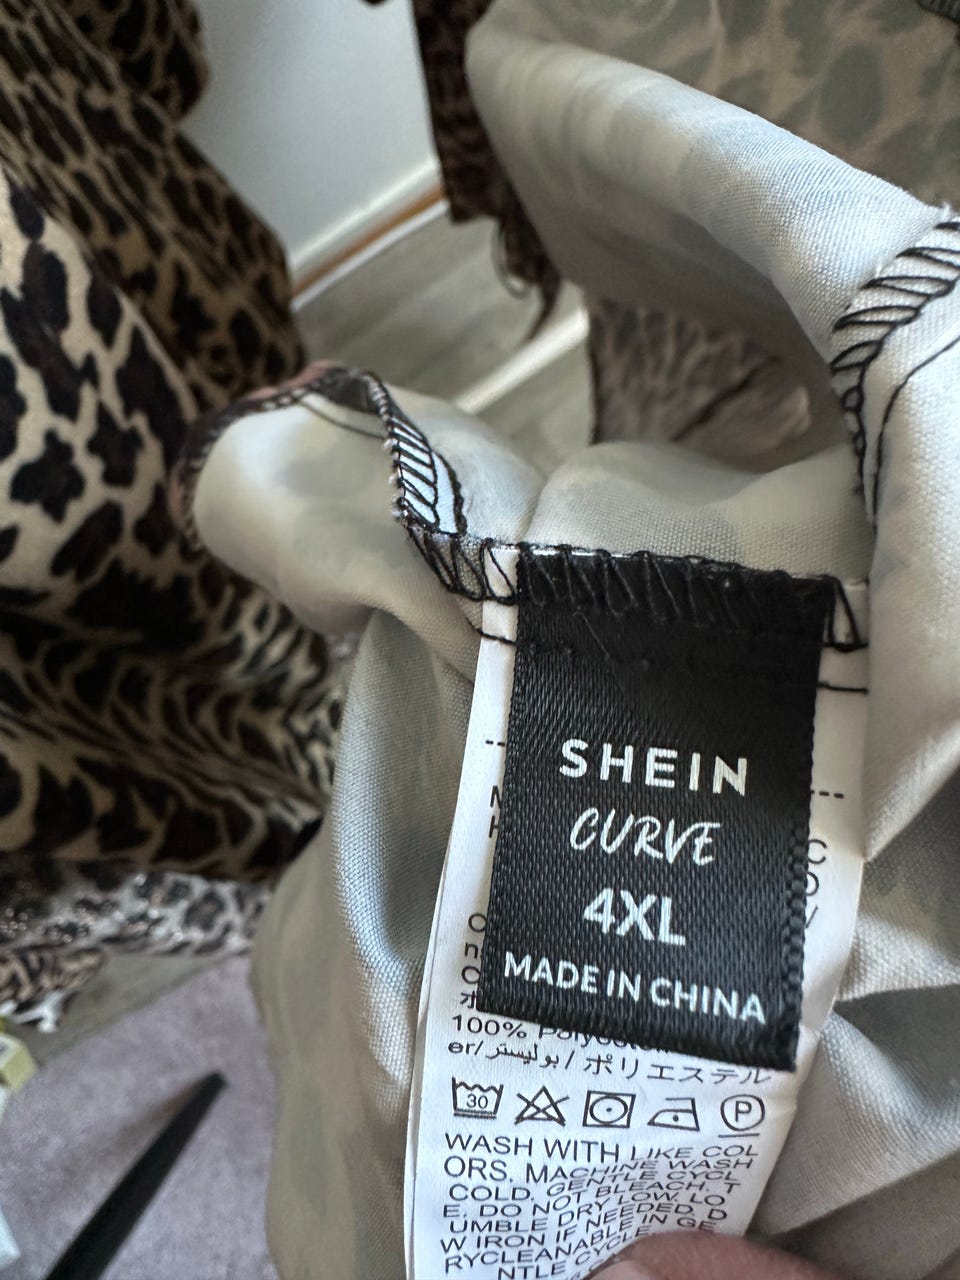 SHEIN
CURVE
4XL
MADE IN CHINA
100%
er/ بوليستر / ポリエステル
30
P
WASH WITH LIKE COL
ORS. MACHINE WASH
COLD. GENTLE CYCL
E. DO NOT BLEACH. T
UMBLE DRY LOW. LO
W IRON IF NEEDED. D
RYCLEANABLE IN GE
NTLE CYCLE